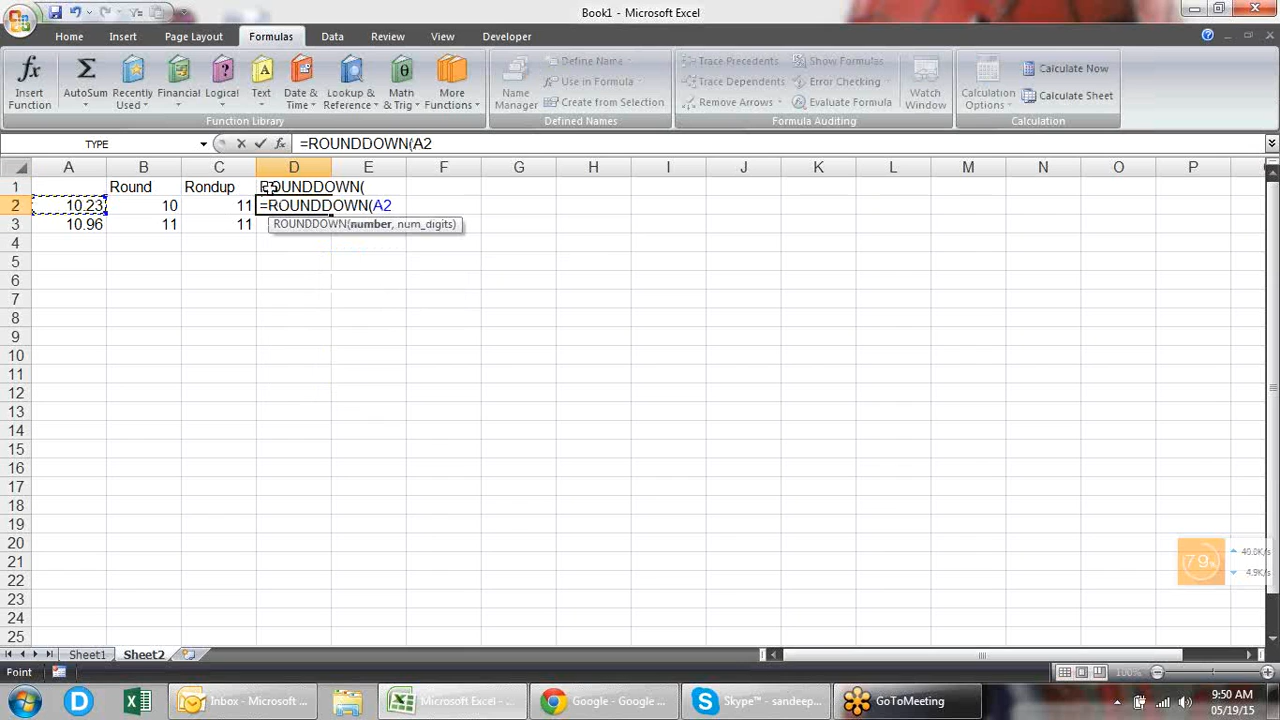 Book1 - Microsoft Excel
Home Insert Page Layout Formulas Data Review View Developer
fx Σ A θ
Insert Function
AutoSum
Recently Used
Financial
Logical
Text
Date & Time
Lookup & Reference
Math & Trig
More Functions
Function Library
Name Manager
Define Name
Use in Formula
Create from Selection
Defined Names
Trace Precedents
Trace Dependents
Remove Arrows
Show Formulas
Error Checking
Evaluate Formula
Formula Auditing
Watch Window
Calculation Options
Calculate Now
Calculate Sheet
Calculation
TYPE fx =ROUNDDOWN(A2
A B C D E F G H I J K L M N O P
1 Round Rondup ROUNDDOWN(
2 10.23 10 11 =ROUNDDOWN(A2
ROUNDDOWN(number, num_digits)
3 10.96 11 11
4
5
6
7
8
9
10
11
12
13
14
15
16
17
18
19
20
21
22
23
24
25
79%
4.9K/s
Sheet1 Sheet2
Point 100%
D Inbox - Microsoft ... Microsoft Excel - ... Google - Google ... Skype™ - sandeep... GoToMeeting
9:50 AM
05/19/15